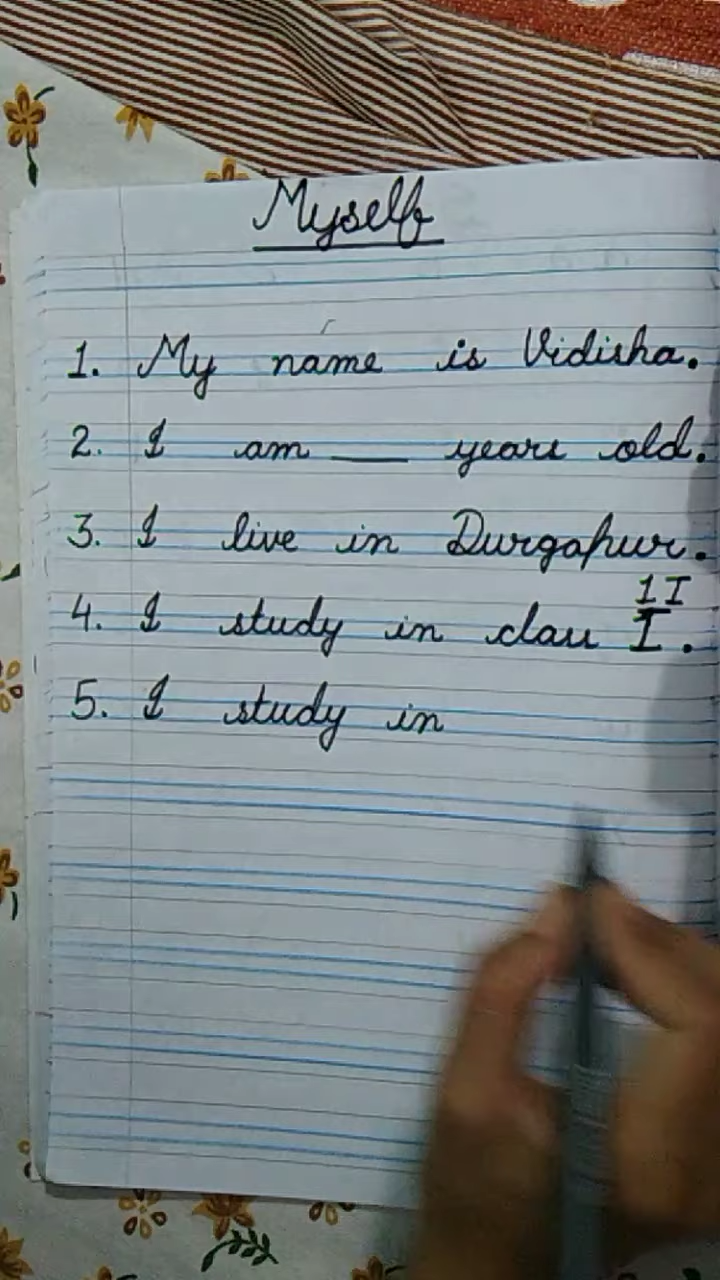 Myself
1. My name is Vidisha.
2. I am ___ years old.
3. I live in Durgapur.
1 I
4. I study in class I.
5. I study in